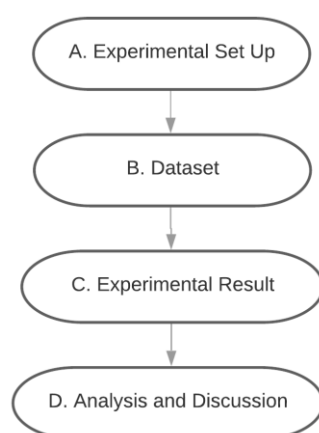 A. Experimental Set Up
B. Dataset
C. Experimental Result
D. Analysis and Discussion